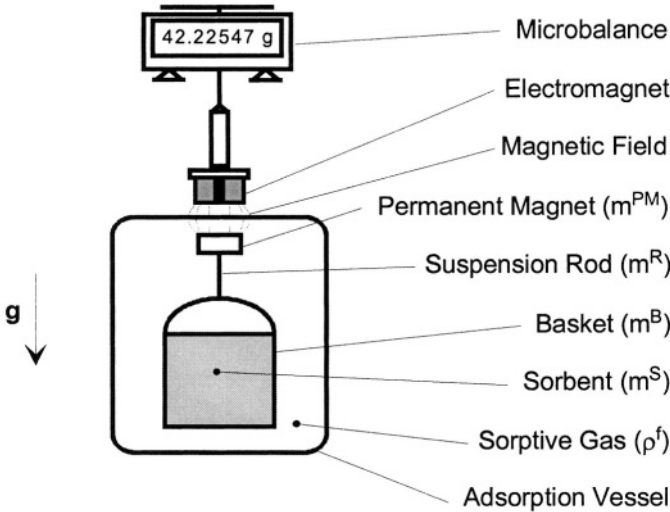 42.22547 g
Microbalance
Electromagnet
Magnetic Field
Permanent Magnet (m^PM)
Suspension Rod (m^R)
g
Basket (m^B)
Sorbent (m^S)
Sorptive Gas (ρ^f)
Adsorption Vessel